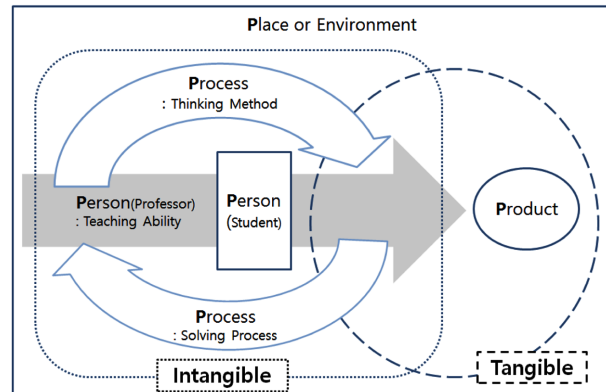 Place or Environment
Process
: Thinking Method
Person(Professor)
: Teaching Ability
Person
(Student)
Product
Process
: Solving Process
Intangible
Tangible